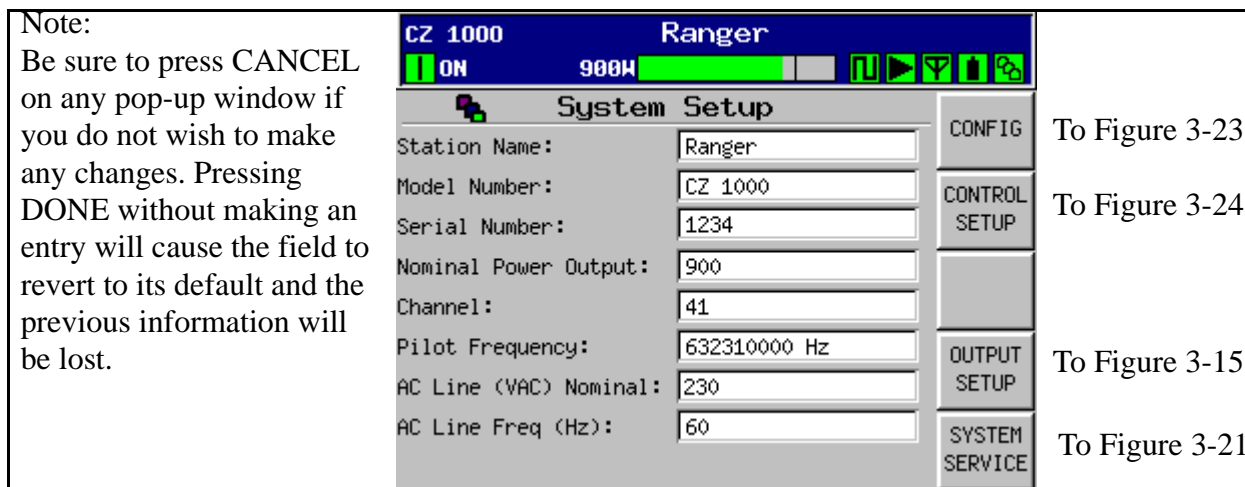 Note:
Be sure to press CANCEL
on any pop-up window if
you do not wish to make
any changes. Pressing
DONE without making an
entry will cause the field to
revert to its default and the
previous information will
be lost.
CZ 1000 Ranger
ON 900W
System Setup
Station Name: Ranger
Model Number: CZ 1000
Serial Number: 1234
Nominal Power Output: 900
Channel: 41
Pilot Frequency: 632310000 Hz
AC Line (VAC) Nominal: 230
AC Line Freq (Hz): 60
CONFIG To Figure 3-23
CONTROL
SETUP To Figure 3-24
OUTPUT
SETUP To Figure 3-15
SYSTEM
SERVICE To Figure 3-21